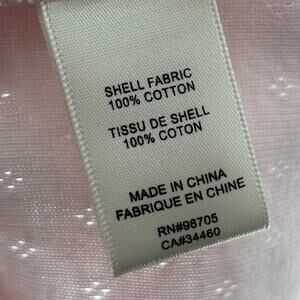 SHELL FABRIC
100% COTTON
TISSU DE SHELL
100% COTON
MADE IN CHINA
FABRIQUE EN CHINE
RN#96705
CA#34460